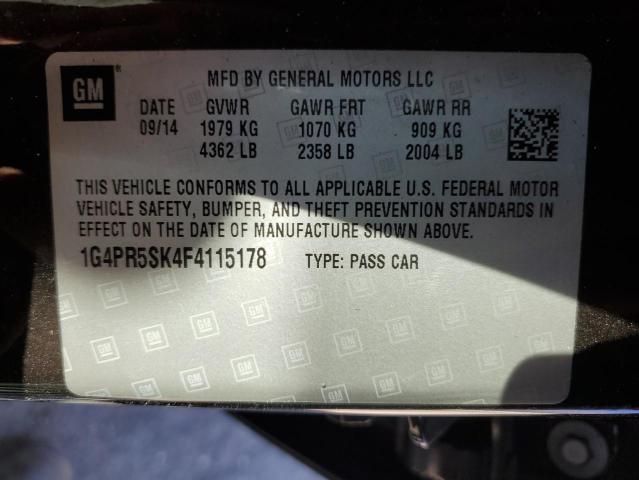 GM ® MFD BY GENERAL MOTORS LLC
DATE GVWR GAWR FRT GAWR RR
09/14 1979 KG 1070 KG 909 KG
4362 LB 2358 LB 2004 LB
THIS VEHICLE CONFORMS TO ALL APPLICABLE U.S. FEDERAL MOTOR
VEHICLE SAFETY, BUMPER, AND THEFT PREVENTION STANDARDS IN
EFFECT ON THE DATE OF MANUFACTURE SHOWN ABOVE.
1G4PR5SK4F4115178 TYPE: PASS CAR